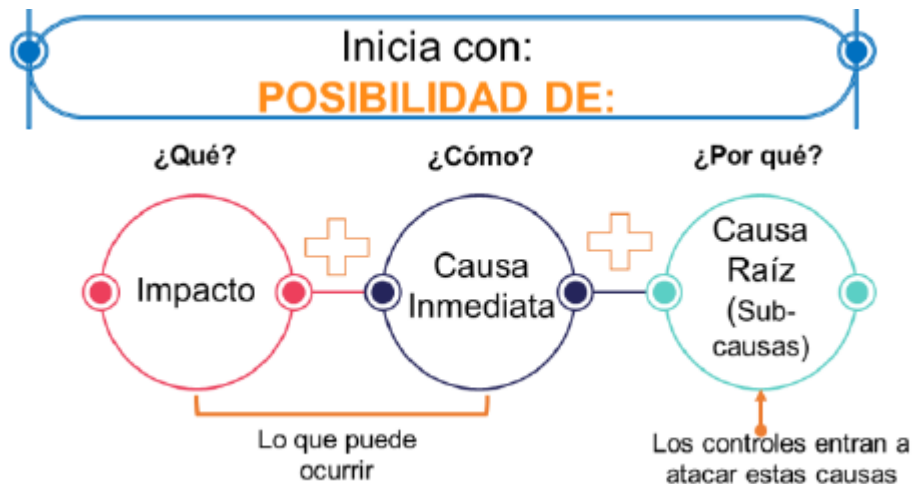 Inicia con:
POSIBILIDAD DE:
¿Qué?
¿Cómo?
¿Por qué?
Impacto
Causa
Inmediata
Causa
Raíz
(Sub-
causas)
Lo que puede
ocurrir
Los controles entran a
atacar estas causas